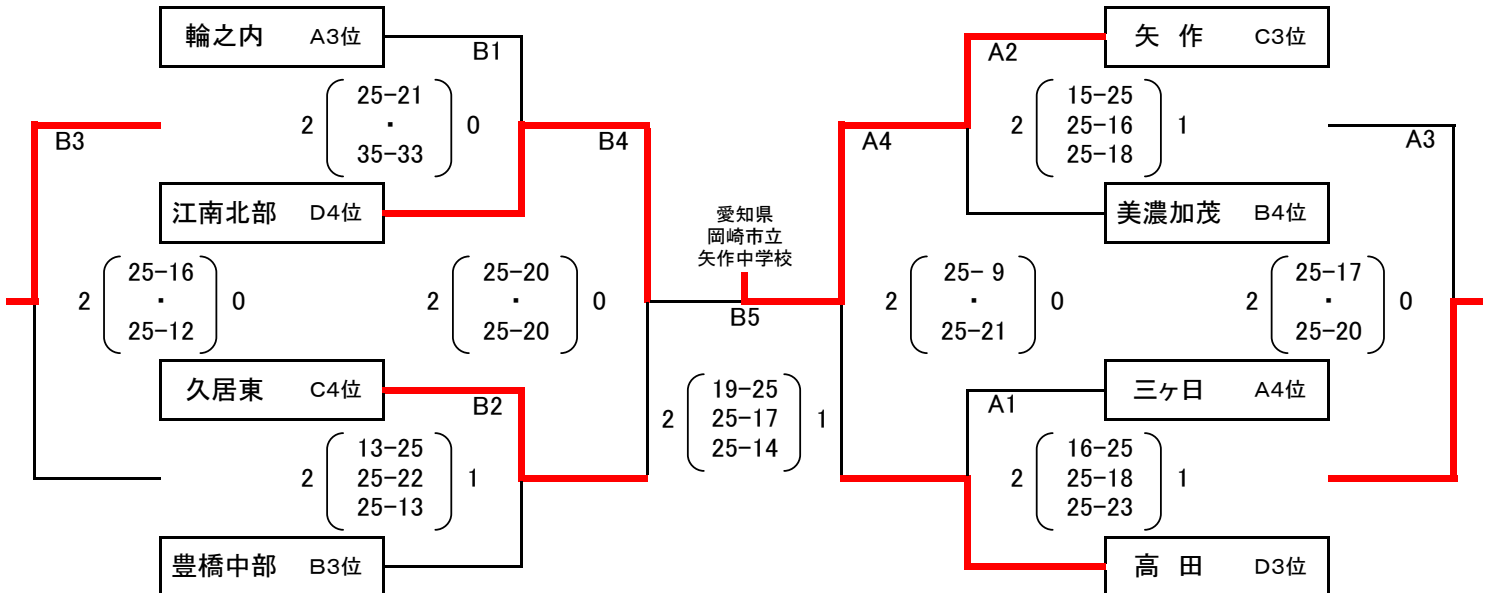 輪之内 A3位
B1
25-21
2 ・ 0
35-33
B3
B4
江南北部 D4位
25-16
2 ・ 0
25-12
25-20
2 ・ 0
25-20
久居東 C4位
B2
13-25
2 25-22 1
25-13
豊橋中部 B3位
愛知県
岡崎市立
矢作中学校
B5
19-25
2 25-17 1
25-14
矢 作 C3位
A2
15-25
2 25-16 1
25-18
A4
A3
美濃加茂 B4位
25- 9
2 ・ 0
25-21
25-17
2 ・ 0
25-20
三ヶ日 A4位
A1
16-25
2 25-18 1
25-23
高 田 D3位